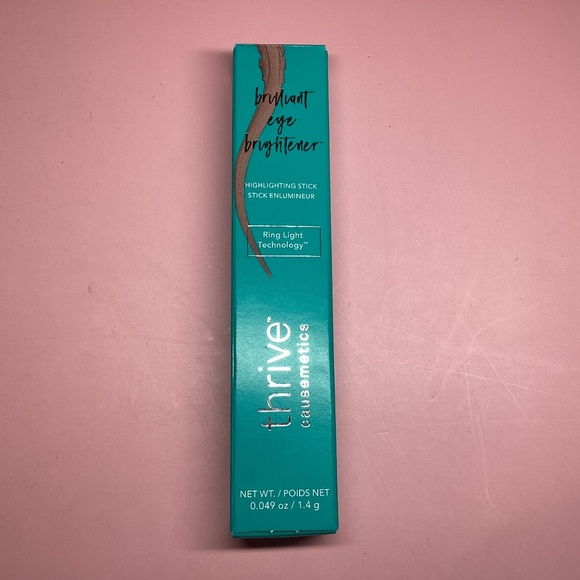 brilliant
eye
brightener
HIGHLIGHTING STICK
STICK ENLUMINEUR
Ring Light
Technology™
thrive™
causemetics
NET WT. / POIDS NET
0.049 oz / 1.4 g